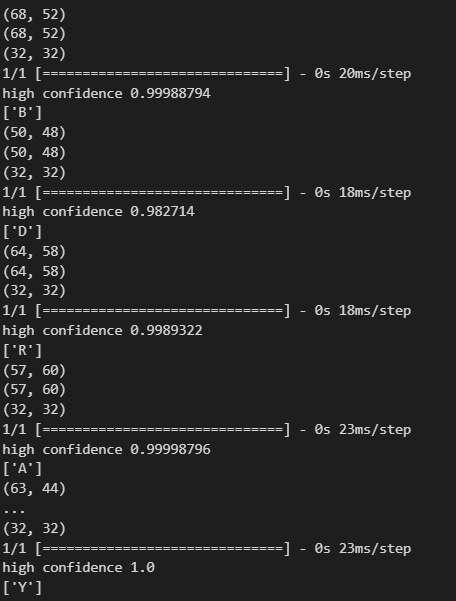 (68, 52)
(68, 52)
(32, 32)
1/1 [==============================] - 0s 20ms/step
high confidence 0.99988794
['B']
(50, 48)
(50, 48)
(32, 32)
1/1 [==============================] - 0s 18ms/step
high confidence 0.982714
['D']
(64, 58)
(64, 58)
(32, 32)
1/1 [==============================] - 0s 18ms/step
high confidence 0.9989322
['R']
(57, 60)
(57, 60)
(32, 32)
1/1 [==============================] - 0s 23ms/step
high confidence 0.99998796
['A']
(63, 44)
...
(32, 32)
1/1 [==============================] - 0s 23ms/step
high confidence 1.0
['Y']